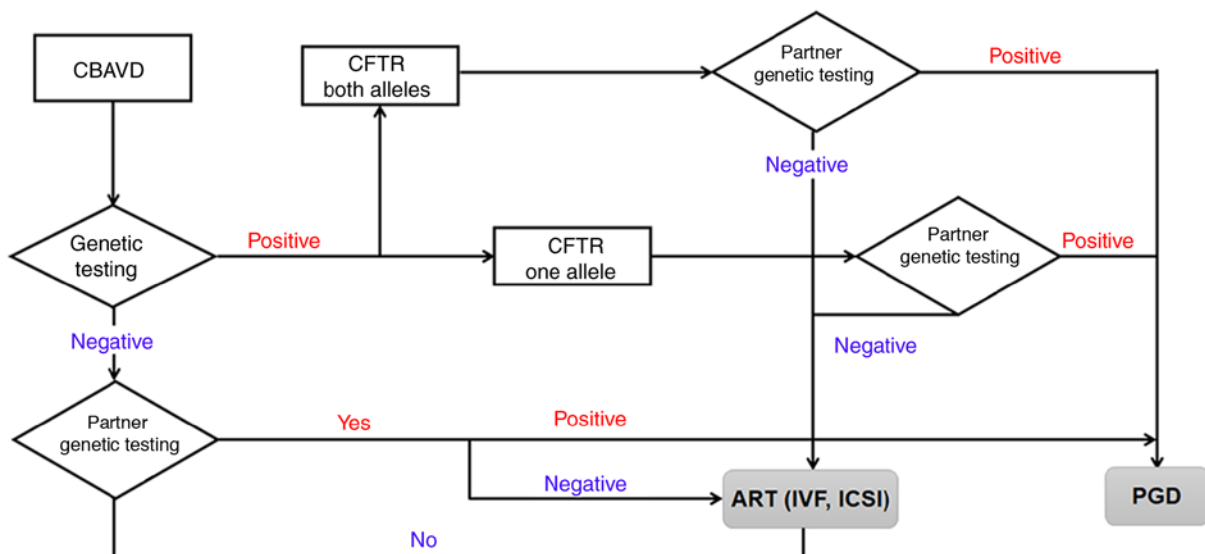 CBAVD
CFTR
both alleles
Partner
genetic testing
Positive
Negative
Genetic
testing
Positive
CFTR
one allele
Partner
genetic testing
Positive
Negative
Negative
Partner
genetic testing
Yes
Positive
Negative
ART (IVF, ICSI)
PGD
No